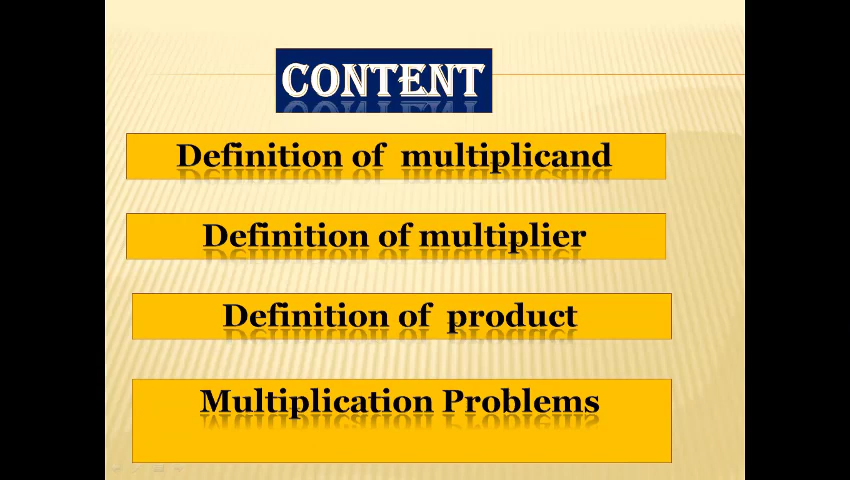 CONTENT
Definition of multiplicand
Definition of multiplier
Definition of product
Multiplication Problems